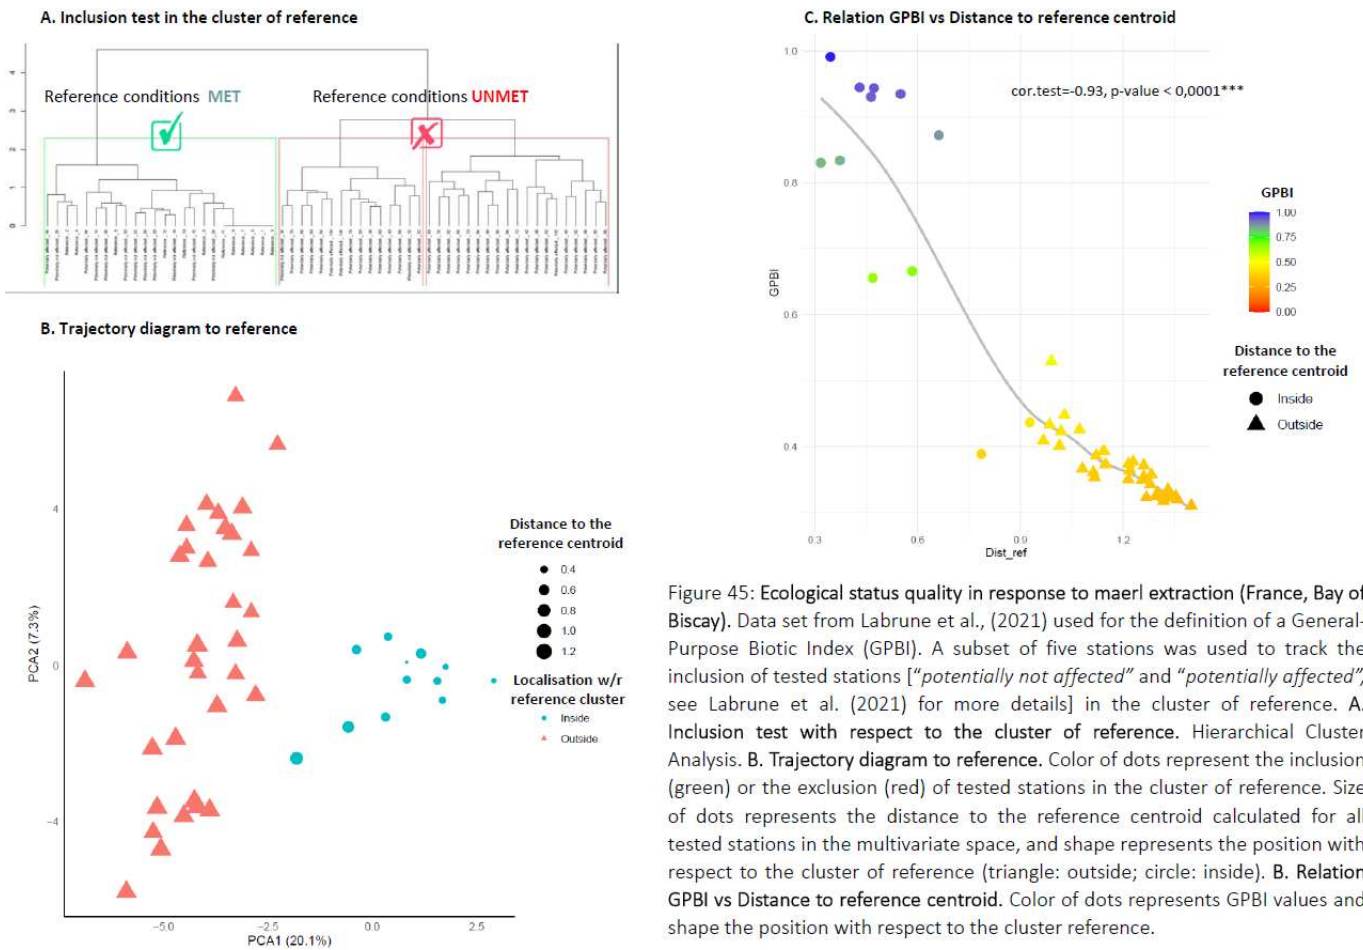 A. Inclusion test in the cluster of reference
Reference conditions MET
Reference conditions UNMET
4
3
2
1
0
B. Trajectory diagram to reference
4
0
−4
PCA2 (7.3%)
−5.0
−2.5
0.0
2.5
PCA1 (20.1%)
Distance to the
reference centroid
0.4
0.6
0.8
1.0
1.2
Localisation w/r
reference cluster
Inside
Outside
C. Relation GPBI vs Distance to reference centroid
cor.test=-0.93, p-value < 0,0001***
1.0
0.8
0.6
0.4
GPBI
0.3
0.6
0.9
1.2
Dist_ref
GPBI
1.00
0.75
0.50
0.25
0.00
Distance to the
reference centroid
Inside
Outside
Figure 45: Ecological status quality in response to maerl extraction (France, Bay of
Biscay). Data set from Labrune et al., (2021) used for the definition of a General-
Purpose Biotic Index (GPBI). A subset of five stations was used to track the
inclusion of tested stations ["potentially not affected" and "potentially affected",
see Labrune et al. (2021) for more details] in the cluster of reference. A.
Inclusion test with respect to the cluster of reference. Hierarchical Cluster
Analysis. B. Trajectory diagram to reference. Color of dots represent the inclusion
(green) or the exclusion (red) of tested stations in the cluster of reference. Size
of dots represents the distance to the reference centroid calculated for all
tested stations in the multivariate space, and shape represents the position with
respect to the cluster of reference (triangle: outside; circle: inside). B. Relation
GPBI vs Distance to reference centroid. Color of dots represents GPBI values and
shape the position with respect to the cluster reference.